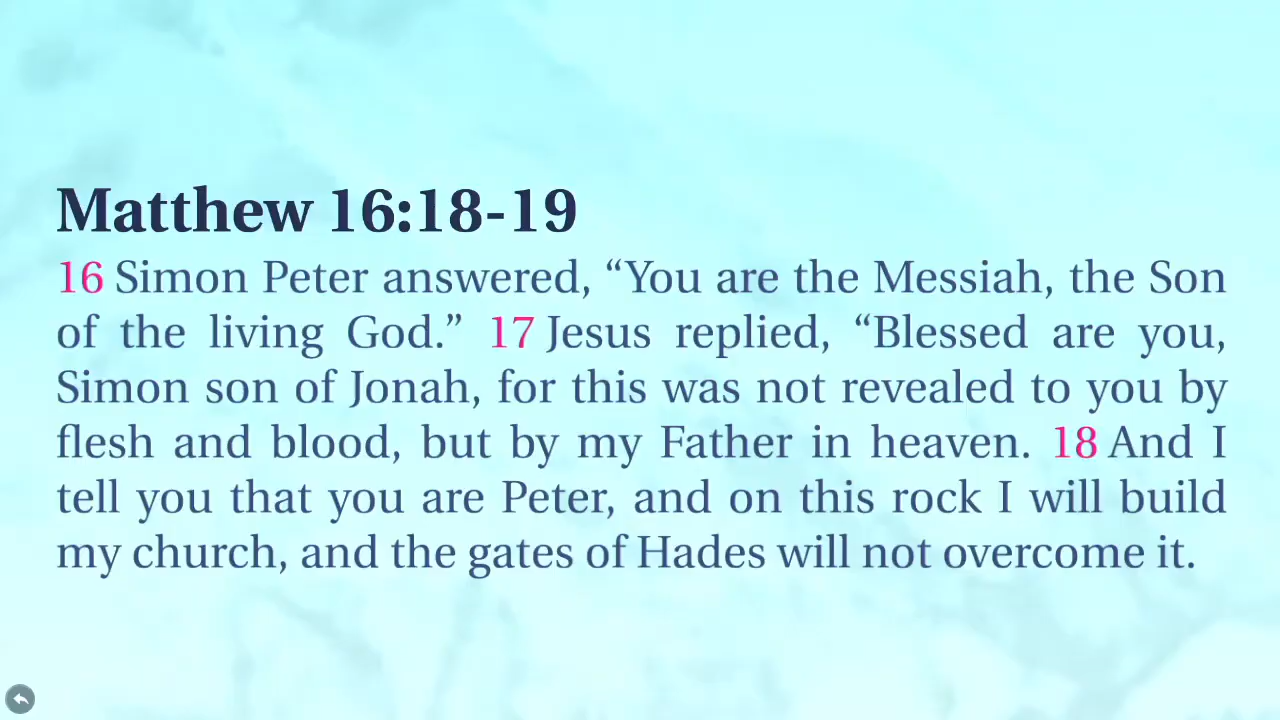 Matthew 16:18-19
16 Simon Peter answered, “You are the Messiah, the Son
of the living God.” 17 Jesus replied, “Blessed are you,
Simon son of Jonah, for this was not revealed to you by
flesh and blood, but by my Father in heaven. 18 And I
tell you that you are Peter, and on this rock I will build
my church, and the gates of Hades will not overcome it.